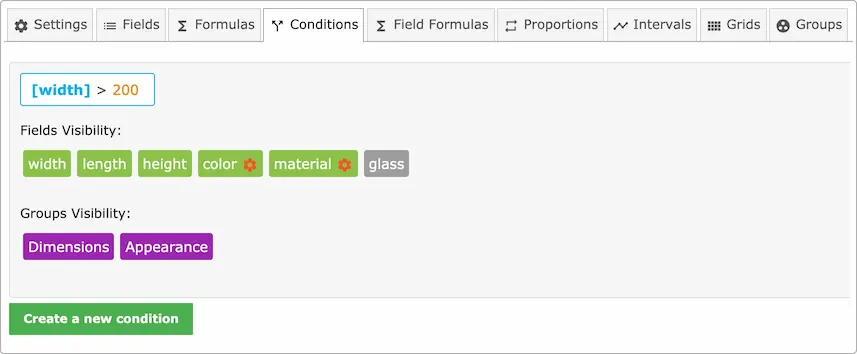 Settings Fields Formulas Conditions Field Formulas Proportions Intervals Grids Groups
[width] > 200
Fields Visibility:
width length height color material glass
Groups Visibility:
Dimensions Appearance
Create a new condition